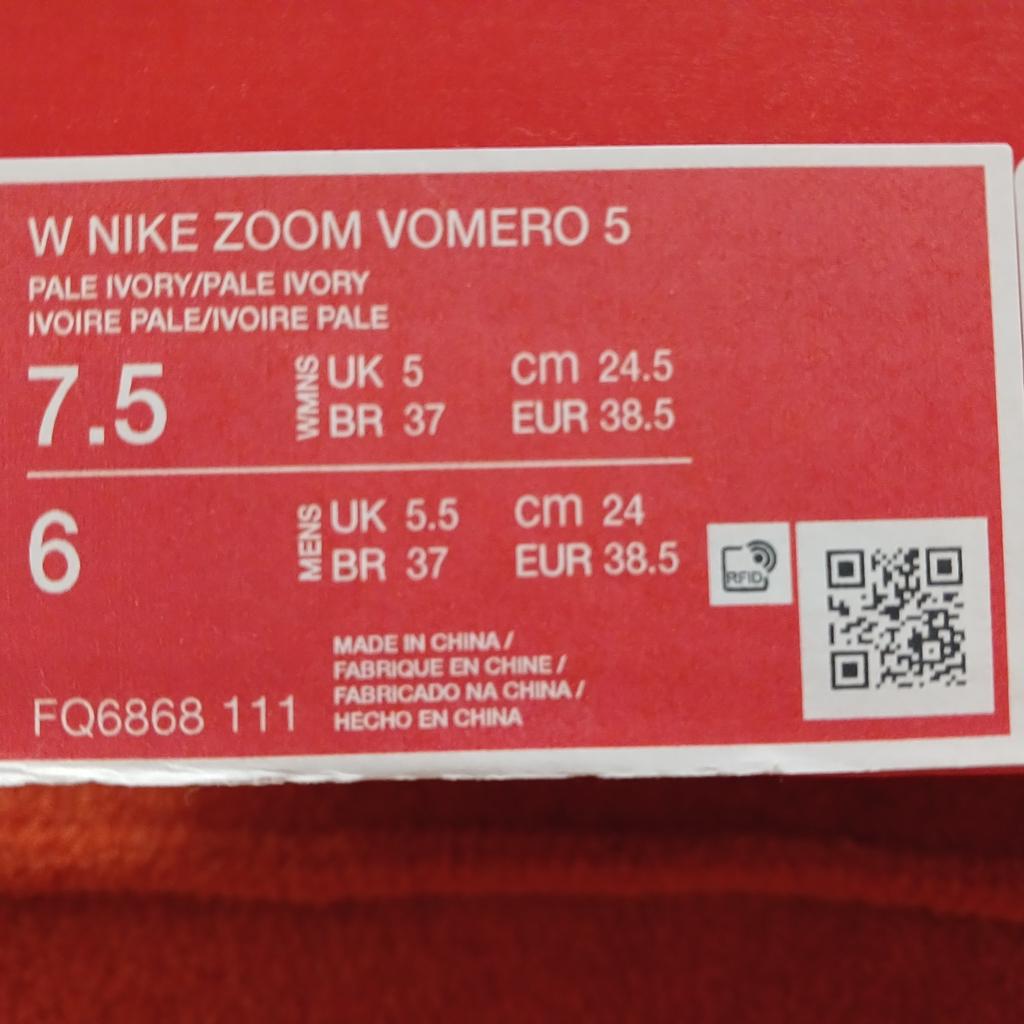 W NIKE ZOOM VOMERO 5
PALE IVORY/PALE IVORY
IVOIRE PALE/IVOIRE PALE
7.5 WMNS UK 5 cm 24.5
BR 37 EUR 38.5
6 MENS UK 5.5 cm 24
BR 37 EUR 38.5
RFID
MADE IN CHINA /
FABRIQUE EN CHINE /
FABRICADO NA CHINA /
HECHO EN CHINA
FQ6868 111